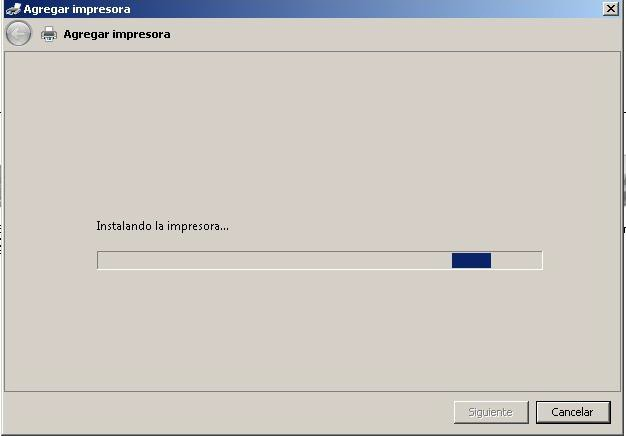 Agregar impresora
Agregar impresora
Instalando la impresora...
Siguiente
Cancelar